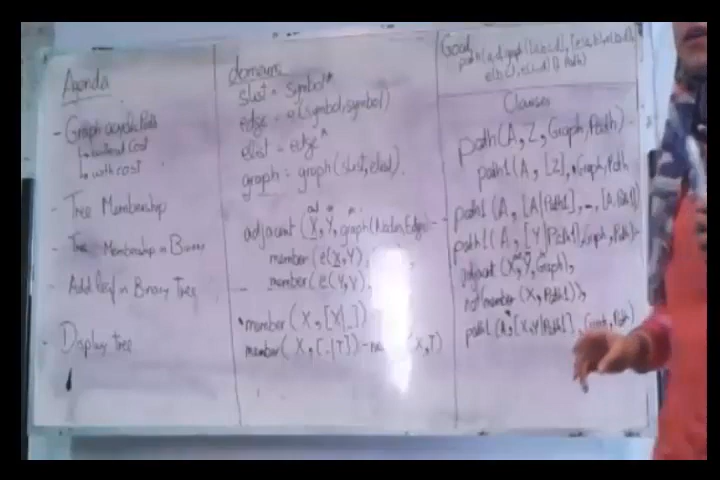 Agenda
- Graph acyclic Path
↳ without Cost
↳ with cost
- Tree Membership
- Tree Membership in Binary
- Add leaf in Binary Tree
- Display tree
domains
slist = symbol*
edge = e(symbol, symbol)
elist = edge*
graph = graph(slist, elist).
adjacent (X, Y, graph(Nodes, Edges)) :-
member (e(X,Y),
member (e(Y,
member (X, [X|_])
member (X, [_|T]) :- (X,T)
Goal
path(a, d, graph([a,b,c,d], [e(a,b), e(b,d),
e(b,c), e(c,d)]), Path)
Clauses
path(A, Z, Graph, Path) :-
path1(A, [Z], Graph, Path
path1(A, [A|Path1], _, [A|Path1])
path1(A, [Y|Path1], Graph, Path) :-
adjacent(X, Y, Graph),
not(member(X, Path1)),
path1(A, [X,Y|Path1], Graph, Path)